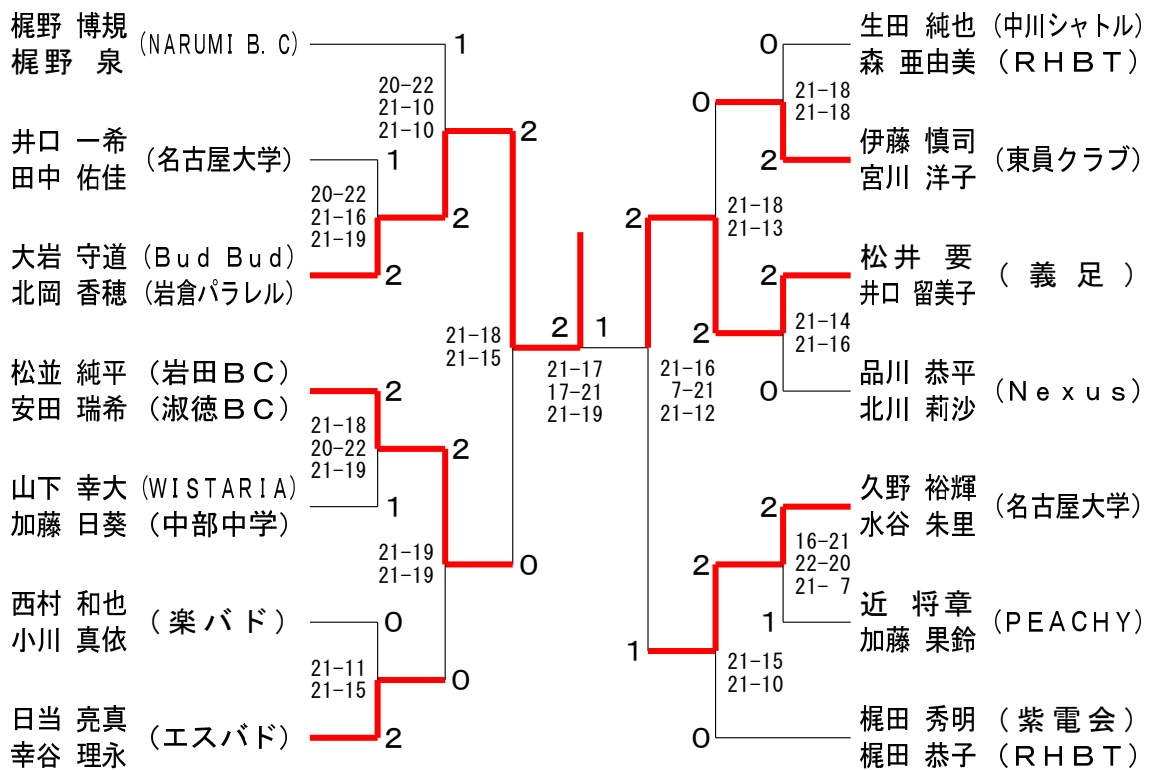 梶野 博規 (NARUMI B. C)
梶野 泉
1
20-22
21-10
21-10
2
井口 一希 (名古屋大学)
田中 佑佳
1
20-22
21-16
21-19
2
大岩 守道 (Bud Bud)
北岡 香穂 (岩倉パラレル)
2
21-18
21-15
松並 純平 (岩田BC)
安田 瑞希 (淑徳BC)
2
21-18
20-22
21-19
2
山下 幸大 (WISTARIA)
加藤 日葵 (中部中学)
1
21-19
21-19
0
西村 和也 (楽バド)
小川 真依
0
21-11
21-15
0
日当 亮真 (エスバド)
幸谷 理永
2
2 1
21-17
17-21
21-19
生田 純也 (中川シャトル)
森 亜由美 (RHBT)
0
21-18
21-18
0
伊藤 慎司 (東員クラブ)
宮川 洋子
2
21-18
21-13
2
松井 要 (義足)
井口 留美子
2
21-14
21-16
2
品川 恭平 (Nexus)
北川 莉沙
0
21-16
7-21
21-12
久野 裕輝 (名古屋大学)
水谷 朱里
2
16-21
22-20
21- 7
2
近 将章 (PEACHY)
加藤 果鈴
1
21-15
21-10
1
梶田 秀明 (紫電会)
梶田 恭子 (RHBT)
0